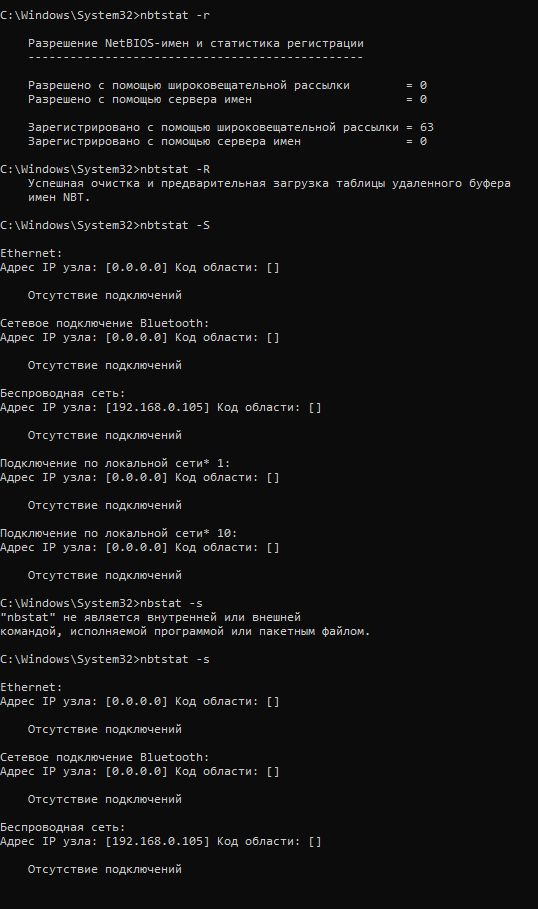 C:\Windows\System32>nbtstat -r
Разрешение NetBIOS-имен и статистика регистрации
------------------------------------------------
Разрешено с помощью широковещательной рассылки = 0
Разрешено с помощью сервера имен = 0
Зарегистрировано с помощью широковещательной рассылки = 63
Зарегистрировано с помощью сервера имен = 0
C:\Windows\System32>nbtstat -R
Успешная очистка и предварительная загрузка таблицы удаленного буфера
имен NBT.
C:\Windows\System32>nbtstat -S
Ethernet:
Адрес IP узла: [0.0.0.0] Код области: []
Отсутствие подключений
Сетевое подключение Bluetooth:
Адрес IP узла: [0.0.0.0] Код области: []
Отсутствие подключений
Беспроводная сеть:
Адрес IP узла: [192.168.0.105] Код области: []
Отсутствие подключений
Подключение по локальной сети* 1:
Адрес IP узла: [0.0.0.0] Код области: []
Отсутствие подключений
Подключение по локальной сети* 10:
Адрес IP узла: [0.0.0.0] Код области: []
Отсутствие подключений
C:\Windows\System32>nbstat -s
"nbstat" не является внутренней или внешней
командой, исполняемой программой или пакетным файлом.
C:\Windows\System32>nbtstat -s
Ethernet:
Адрес IP узла: [0.0.0.0] Код области: []
Отсутствие подключений
Сетевое подключение Bluetooth:
Адрес IP узла: [0.0.0.0] Код области: []
Отсутствие подключений
Беспроводная сеть:
Адрес IP узла: [192.168.0.105] Код области: []
Отсутствие подключений